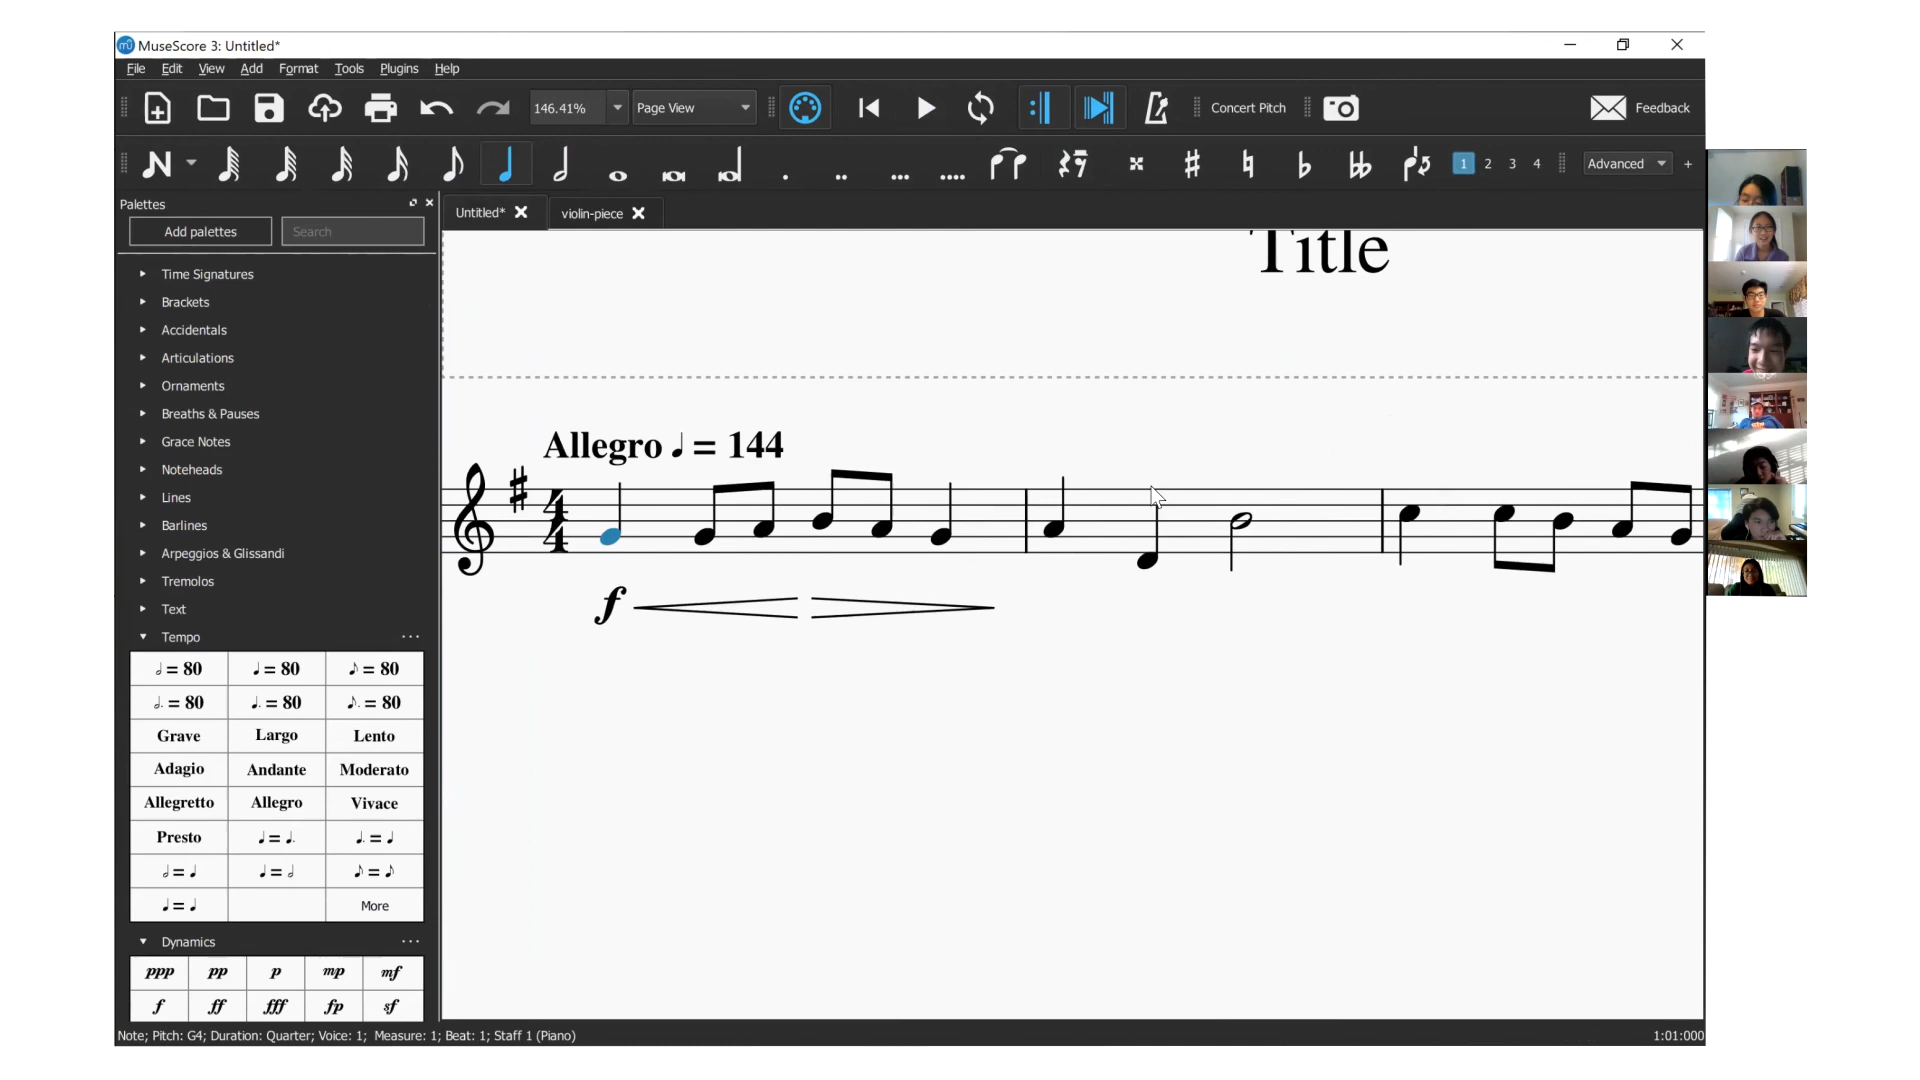 MuseScore 3: Untitled*
File Edit View Add Format Tools Plugins Help
146.41% Page View Concert Pitch Feedback
1 2 3 4 Advanced +
Palettes
Add palettes Search
Untitled* violin-piece
Time Signatures
Brackets
Accidentals
Articulations
Ornaments
Breaths & Pauses
Grace Notes
Noteheads
Lines
Barlines
Arpeggios & Glissandi
Tremolos
Text
Tempo ...
= 80 = 80 = 80
= 80 = 80 = 80
Grave Largo Lento
Adagio Andante Moderato
Allegretto Allegro Vivace
Presto = =
= = =
= More
Dynamics ...
ppp pp p mp mf
f ff fff fp sf
Title
Allegro ♩ = 144
4
4
f
Note; Pitch: G4; Duration: Quarter; Voice: 1; Measure: 1; Beat: 1; Staff 1 (Piano) 1:01:000